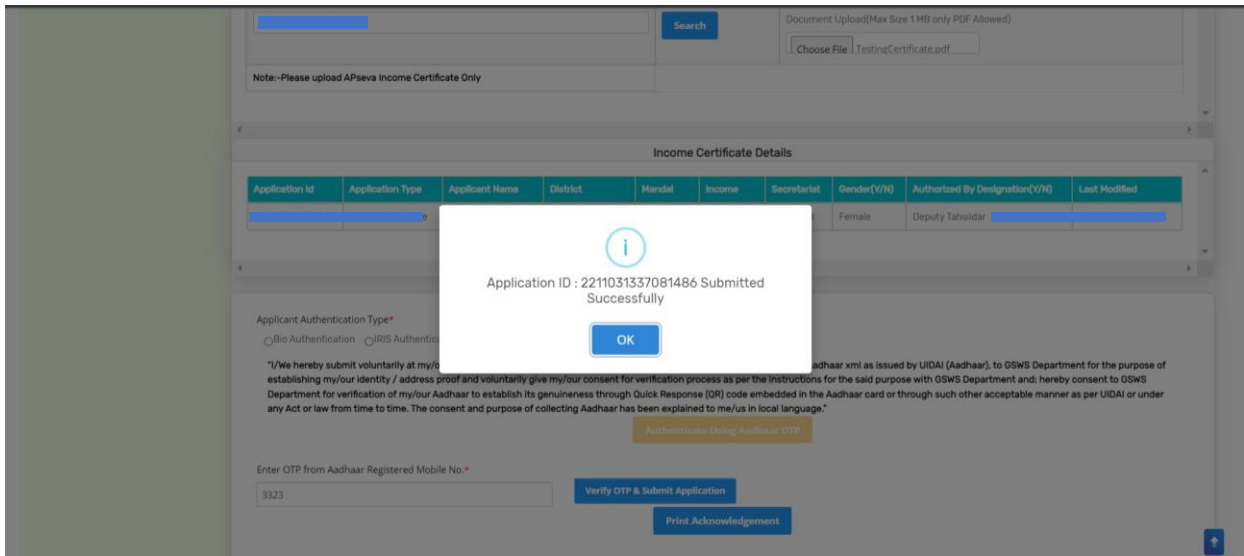 Search
Document Upload(Max Size 1 MB only PDF Allowed)
Choose File TestingCertificate.pdf
Note:-Please upload APseva Income Certificate Only
Income Certificate Details
Application Id Application Type Applicant Name District Mandal Income Secretariat Gender(Y/N) Authorized By Designation(Y/N) Last Modified
Female Deputy Tahsildar
i
Application ID : 2211031337081486 Submitted
Successfully
OK
Applicant Authentication Type*
Bio Authentication IRIS
"I/We hereby submit voluntarily at my/ xml as issued by UIDAI (Aadhaar), to GSWS Department for the purpose of
establishing my/our identity / address proof and voluntarily give my/our consent for verification process as per the instructions for the said purpose with GSWS Department and; hereby consent to GSWS
Department for verification of my/our Aadhaar to establish its genuineness through Quick Response (QR) code embedded in the Aadhaar card or through such other acceptable manner as per UIDAI or under
any Act or law from time to time. The consent and purpose of collecting Aadhaar has been explained to me/us in local language."
Authenticate Using Aadhaar OTP
Enter OTP from Aadhaar Registered Mobile No.*
3323
Verify OTP & Submit Application
Print Acknowledgement